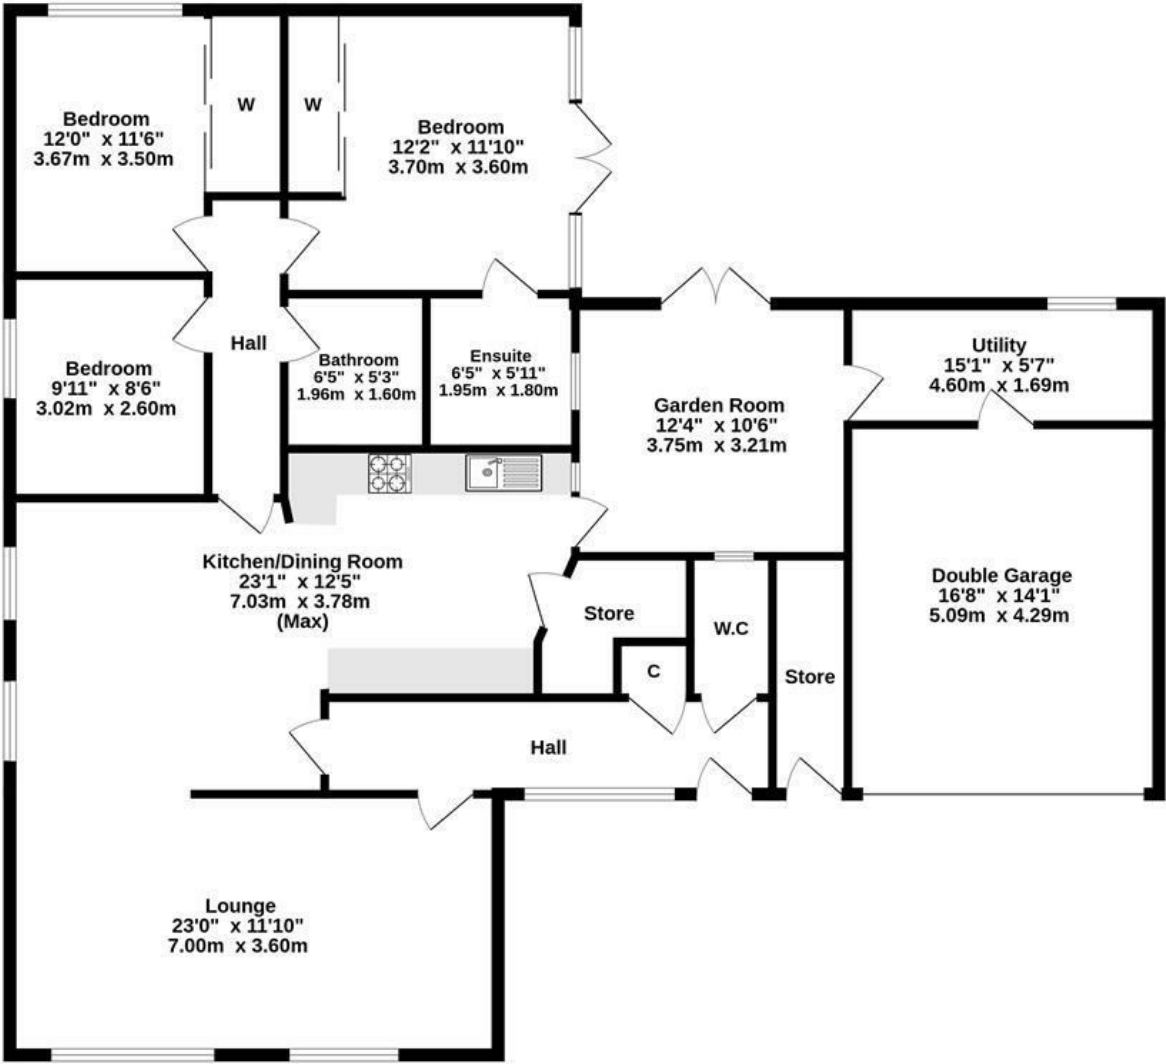 Bedroom
12'0" x 11'6"
3.67m x 3.50m
W
W
Bedroom
12'2" x 11'10"
3.70m x 3.60m
Bedroom
9'11" x 8'6"
3.02m x 2.60m
Hall
Bathroom
6'5" x 5'3"
1.96m x 1.60m
Ensuite
6'5" x 5'11"
1.95m x 1.80m
Garden Room
12'4" x 10'6"
3.75m x 3.21m
Utility
15'1" x 5'7"
4.60m x 1.69m
Kitchen/Dining Room
23'1" x 12'5"
7.03m x 3.78m
(Max)
Store
C
W.C
Store
Double Garage
16'8" x 14'1"
5.09m x 4.29m
Hall
Lounge
23'0" x 11'10"
7.00m x 3.60m